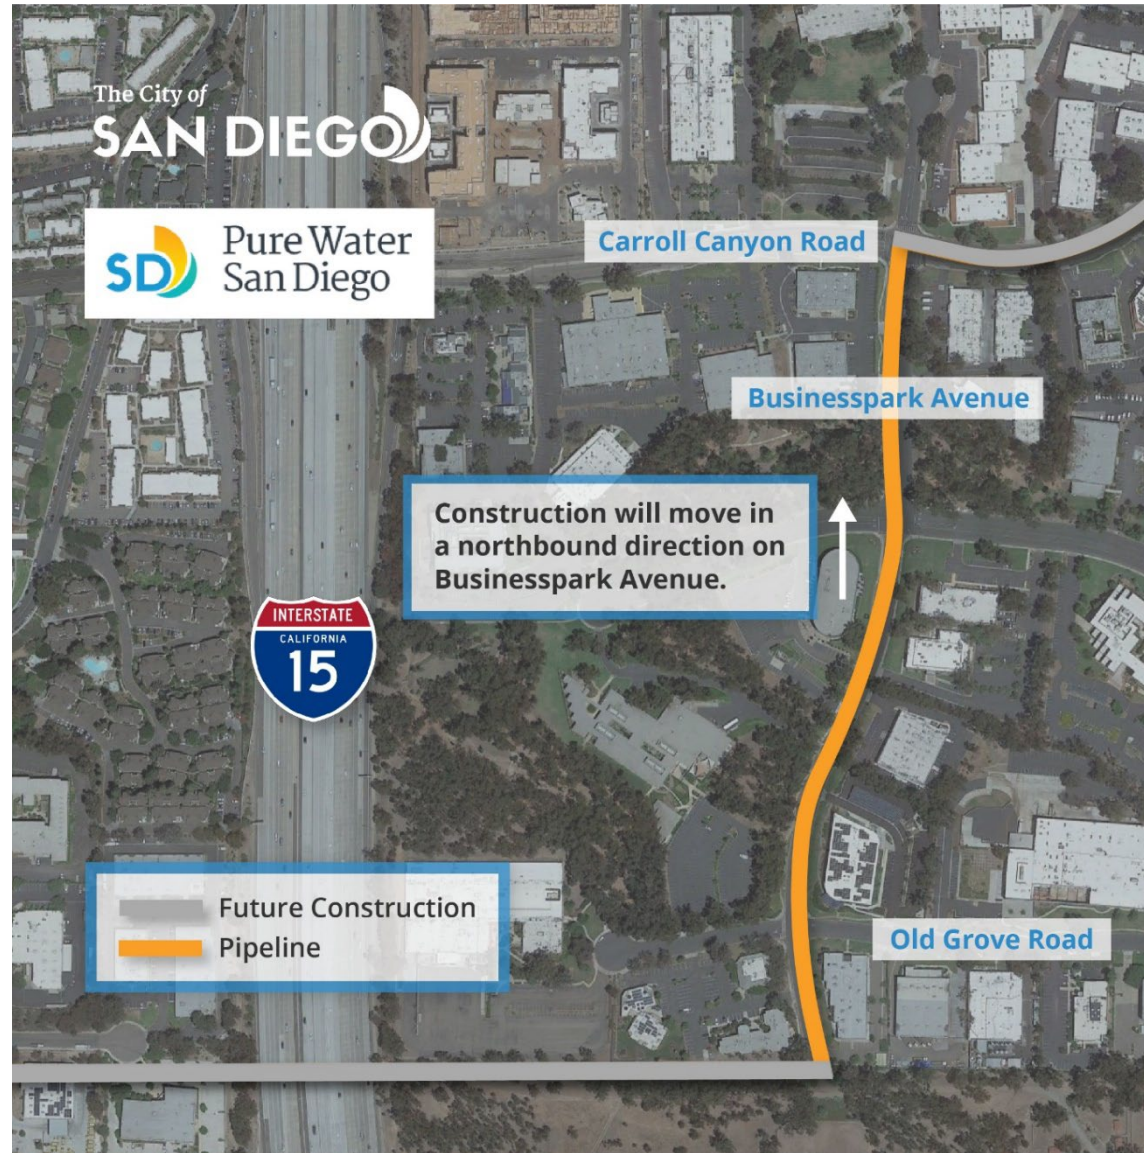 The City of
SAN DIEGO
SD
Pure Water
San Diego
Carroll Canyon Road
Businesspark Avenue
Construction will move in
a northbound direction on
Businesspark Avenue.
INTERSTATE
CALIFORNIA
15
Future Construction
Pipeline
Old Grove Road